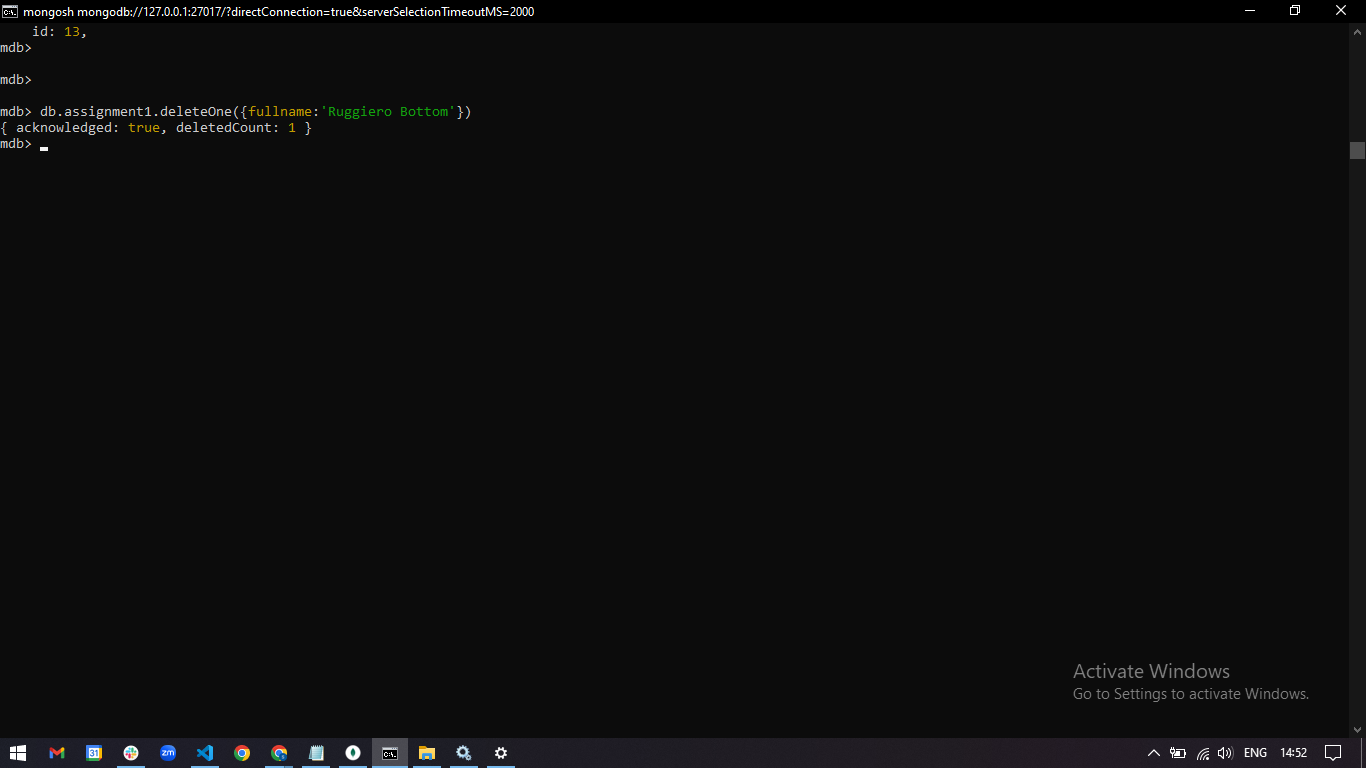 mongosh mongodb://127.0.0.1:27017/?directConnection=true&serverSelectionTimeoutMS=2000
    id: 13,
mdb>
mdb>
mdb> db.assignment1.deleteOne({fullname:'Ruggiero Bottom'})
{ acknowledged: true, deletedCount: 1 }
mdb>
Activate Windows
Go to Settings to activate Windows.
31
zm
ENG
14:52